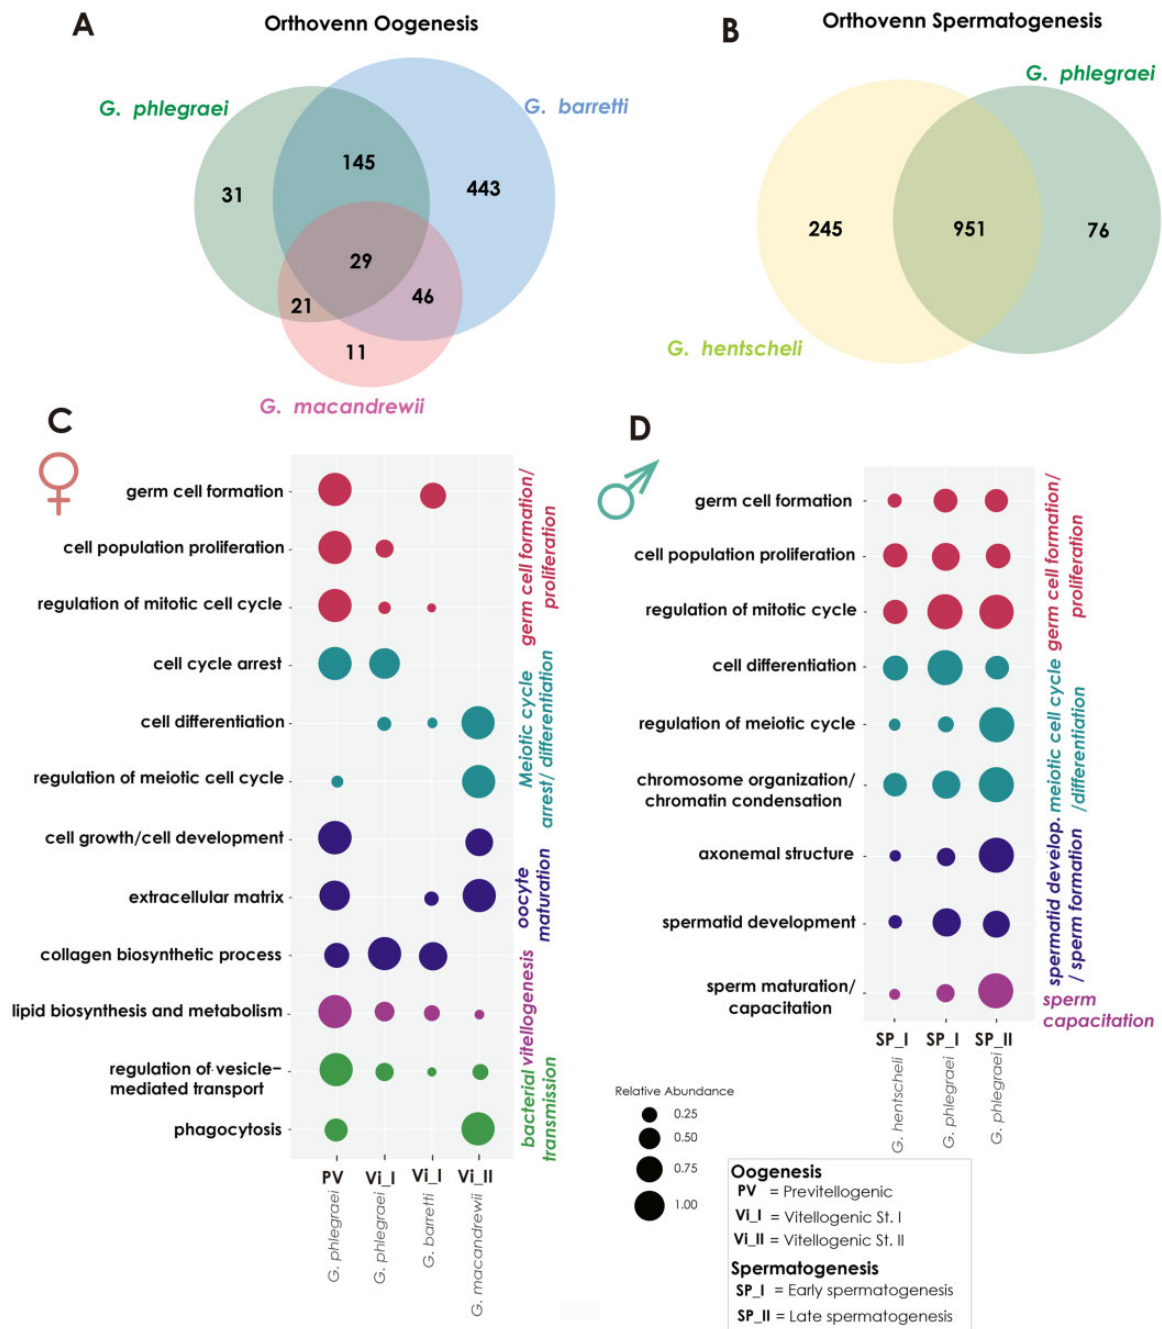 A
Orthovenn Oogenesis
G. phlegraei
G. barretti
145
31
443
29
21
46
11
G. macandrewii
B
Orthovenn Spermatogenesis
G. phlegraei
245
951
76
G. hentscheli
C
germ cell formation
cell population proliferation
regulation of mitotic cell cycle
cell cycle arrest
cell differentiation
regulation of meiotic cell cycle
cell growth/cell development
extracellular matrix
collagen biosynthetic process
lipid biosynthesis and metabolism
regulation of vesicle-
mediated transport
phagocytosis
germ cell formation/
proliferation
Meiotic cycle
arrest/ differentiation
oocyte
maturation
vitellogenesis
bacterial
transmission
PV
Vi_I
Vi_I
Vi_II
G. phlegraei
G. phlegraei
G. barretti
G. macandrewii
D
germ cell formation
cell population proliferation
regulation of mitotic cycle
cell differentiation
regulation of meiotic cycle
chromosome organization/
chromatin condensation
axonemal structure
spermatid development
sperm maturation/
capacitation
germ cell formation/
proliferation
meiotic cell cycle
/differentiation
spermatid develop.
/ sperm formation
sperm
capacitation
SP_I
SP_I
SP_II
G. hentscheli
G. phlegraei
G. phlegraei
Relative Abundance
0.25
0.50
0.75
1.00
Oogenesis
PV = Previtellogenic
Vi_I = Vitellogenic St. I
Vi_II = Vitellogenic St. II
Spermatogenesis
SP_I = Early spermatogenesis
SP_II = Late spermatogenesis